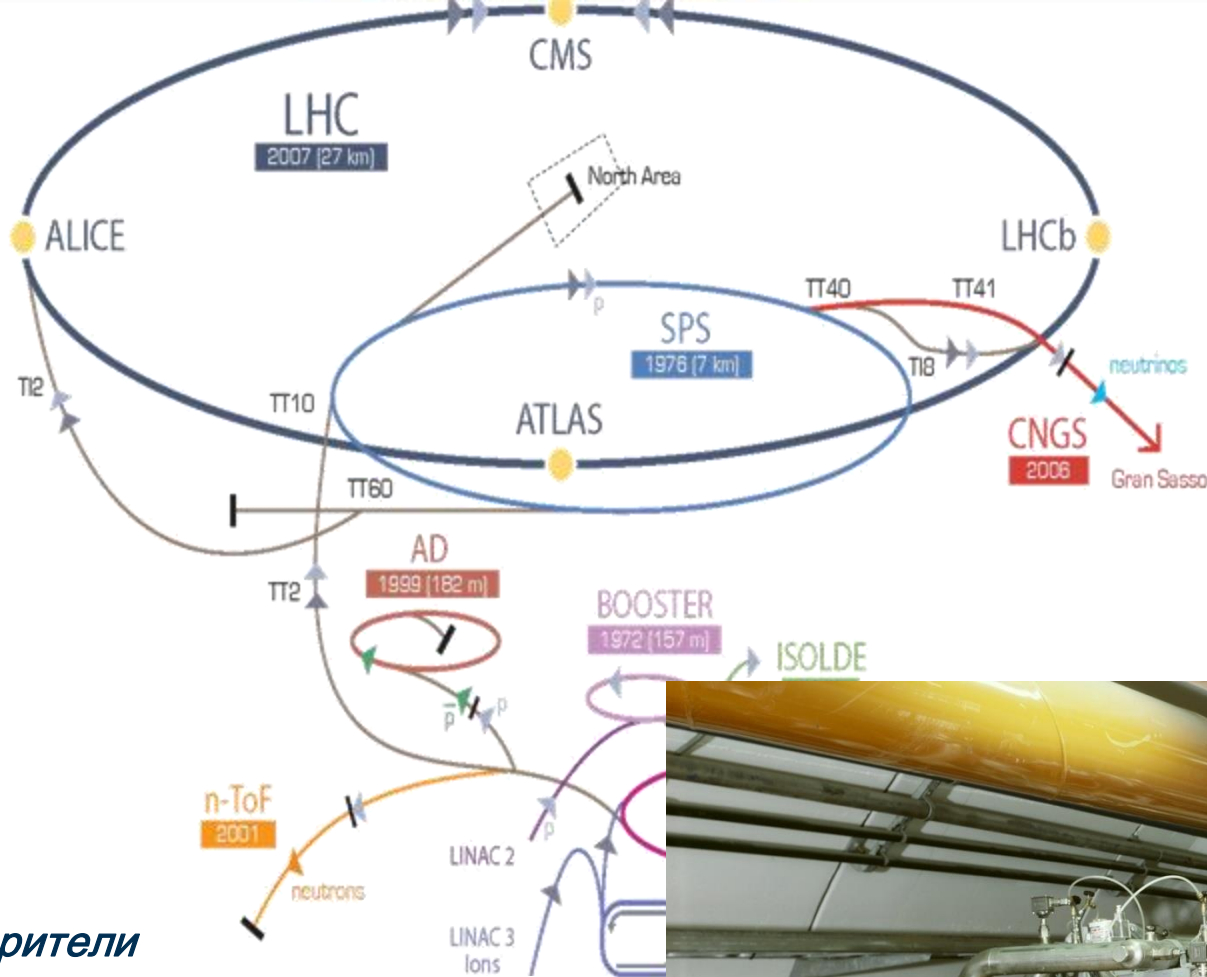 CMS
LHC
2007 (27 km)
North Area
ALICE
LHCb
TT40
TT41
p
SPS
1976 (7 km)
TI8
neutrinos
TI2
TT10
ATLAS
CNGS
2006
Gran Sasso
TT60
AD
1999 (182 m)
TT2
BOOSTER
1972 (157 m)
ISOLDE
p̅
p
n-ToF
2001
p
LINAC 2
neutrons
LINAC 3
Ions
рители